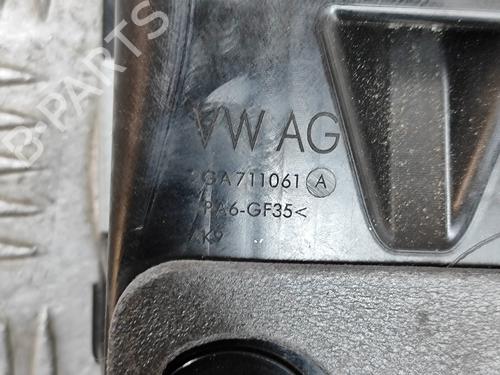 B-PARTS
VW AG
GA711061 A
PA6-GF35<